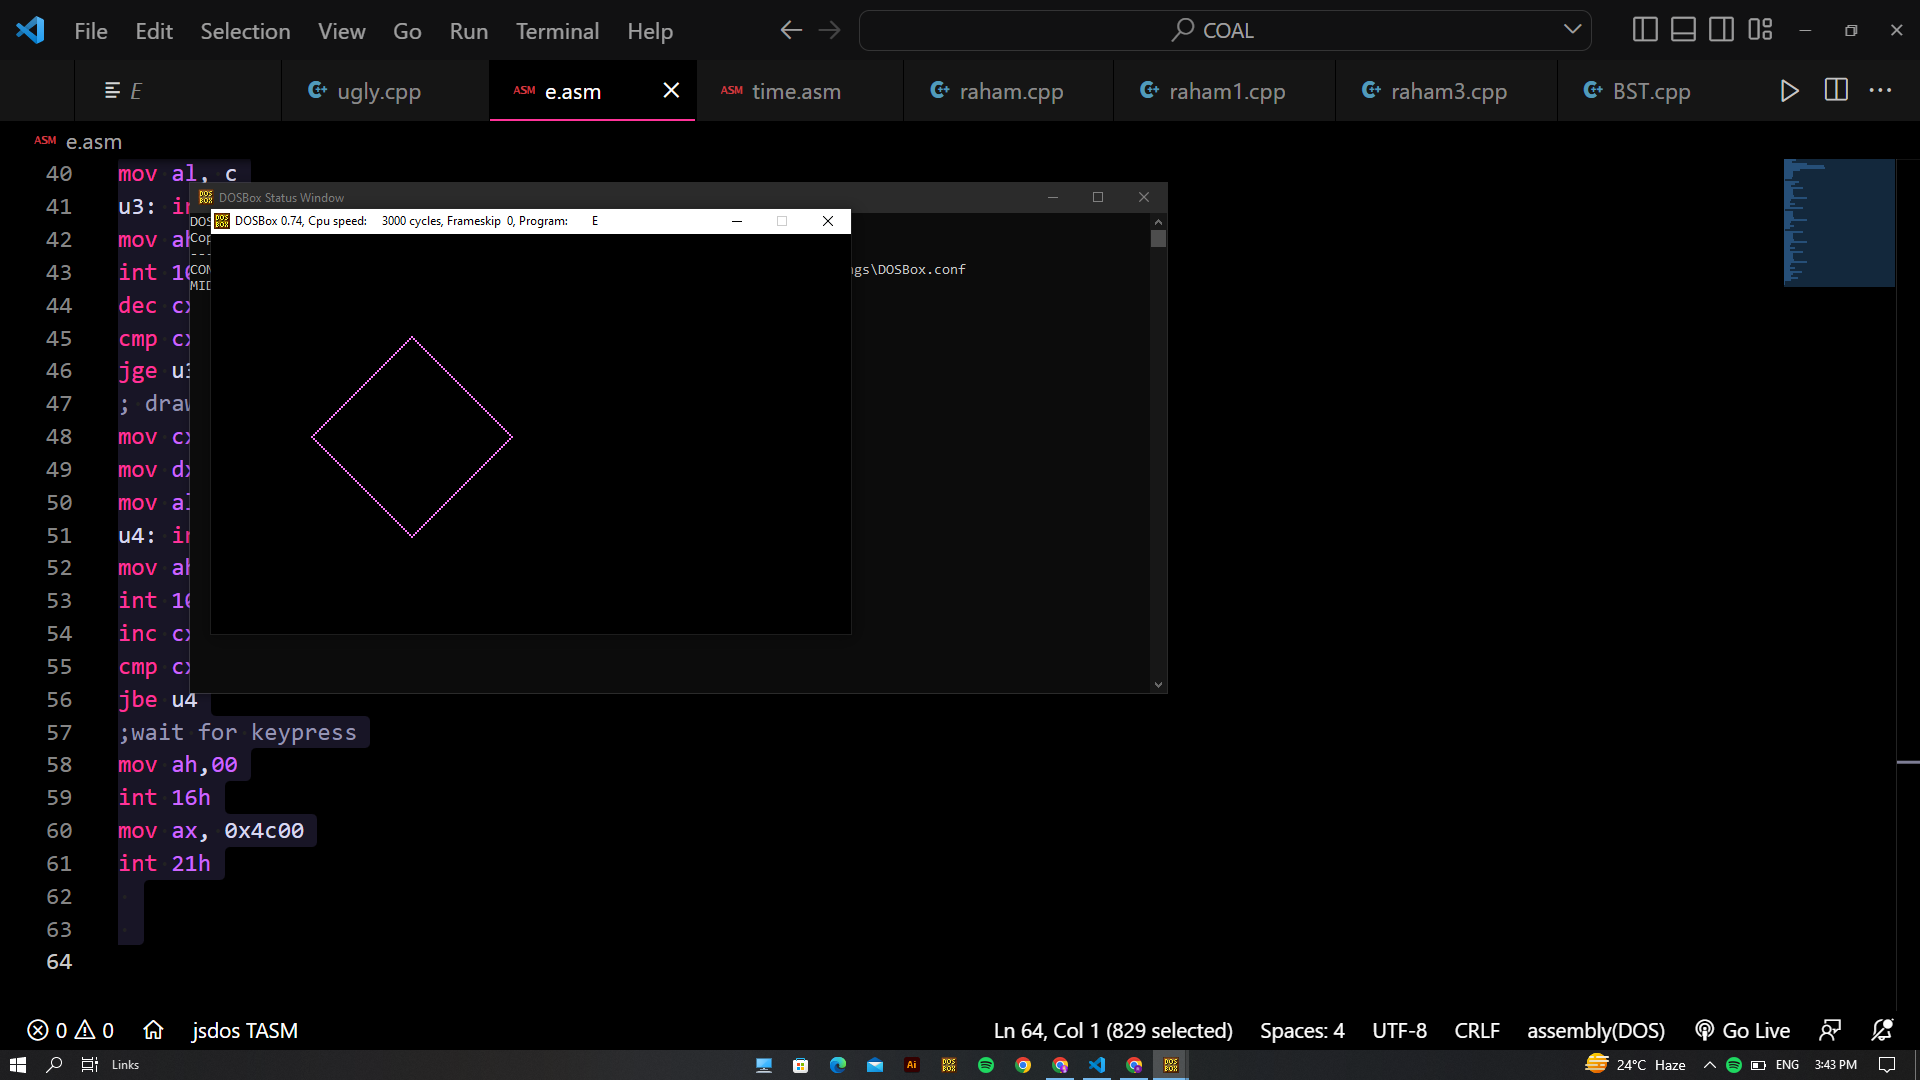 File Edit Selection View Go Run Terminal Help COAL
E ugly.cpp ASM e.asm ASM time.asm raham.cpp raham1.cpp raham3.cpp BST.cpp
ASM e.asm
40 mov al, c
DOSBox Status Window
41 u3:
DOSBox 0.74, Cpu speed: 3000 cycles, Frameskip 0, Program: E
42 mov
43 int
gs\DOSBox.conf
44 dec
45 cmp
46 jge
47 ;
48 mov
49 mov
50 mov
51 u4:
52 mov
53 int
54 inc
55 cmp
56 jbe u4
57 ;wait for keypress
58 mov ah,00
59 int 16h
60 mov ax, 0x4c00
61 int 21h
62
63
64
0 0 jsdos TASM Ln 64, Col 1 (829 selected) Spaces: 4 UTF-8 CRLF assembly(DOS) Go Live
Links Ai 24°C Haze ENG 3:43 PM